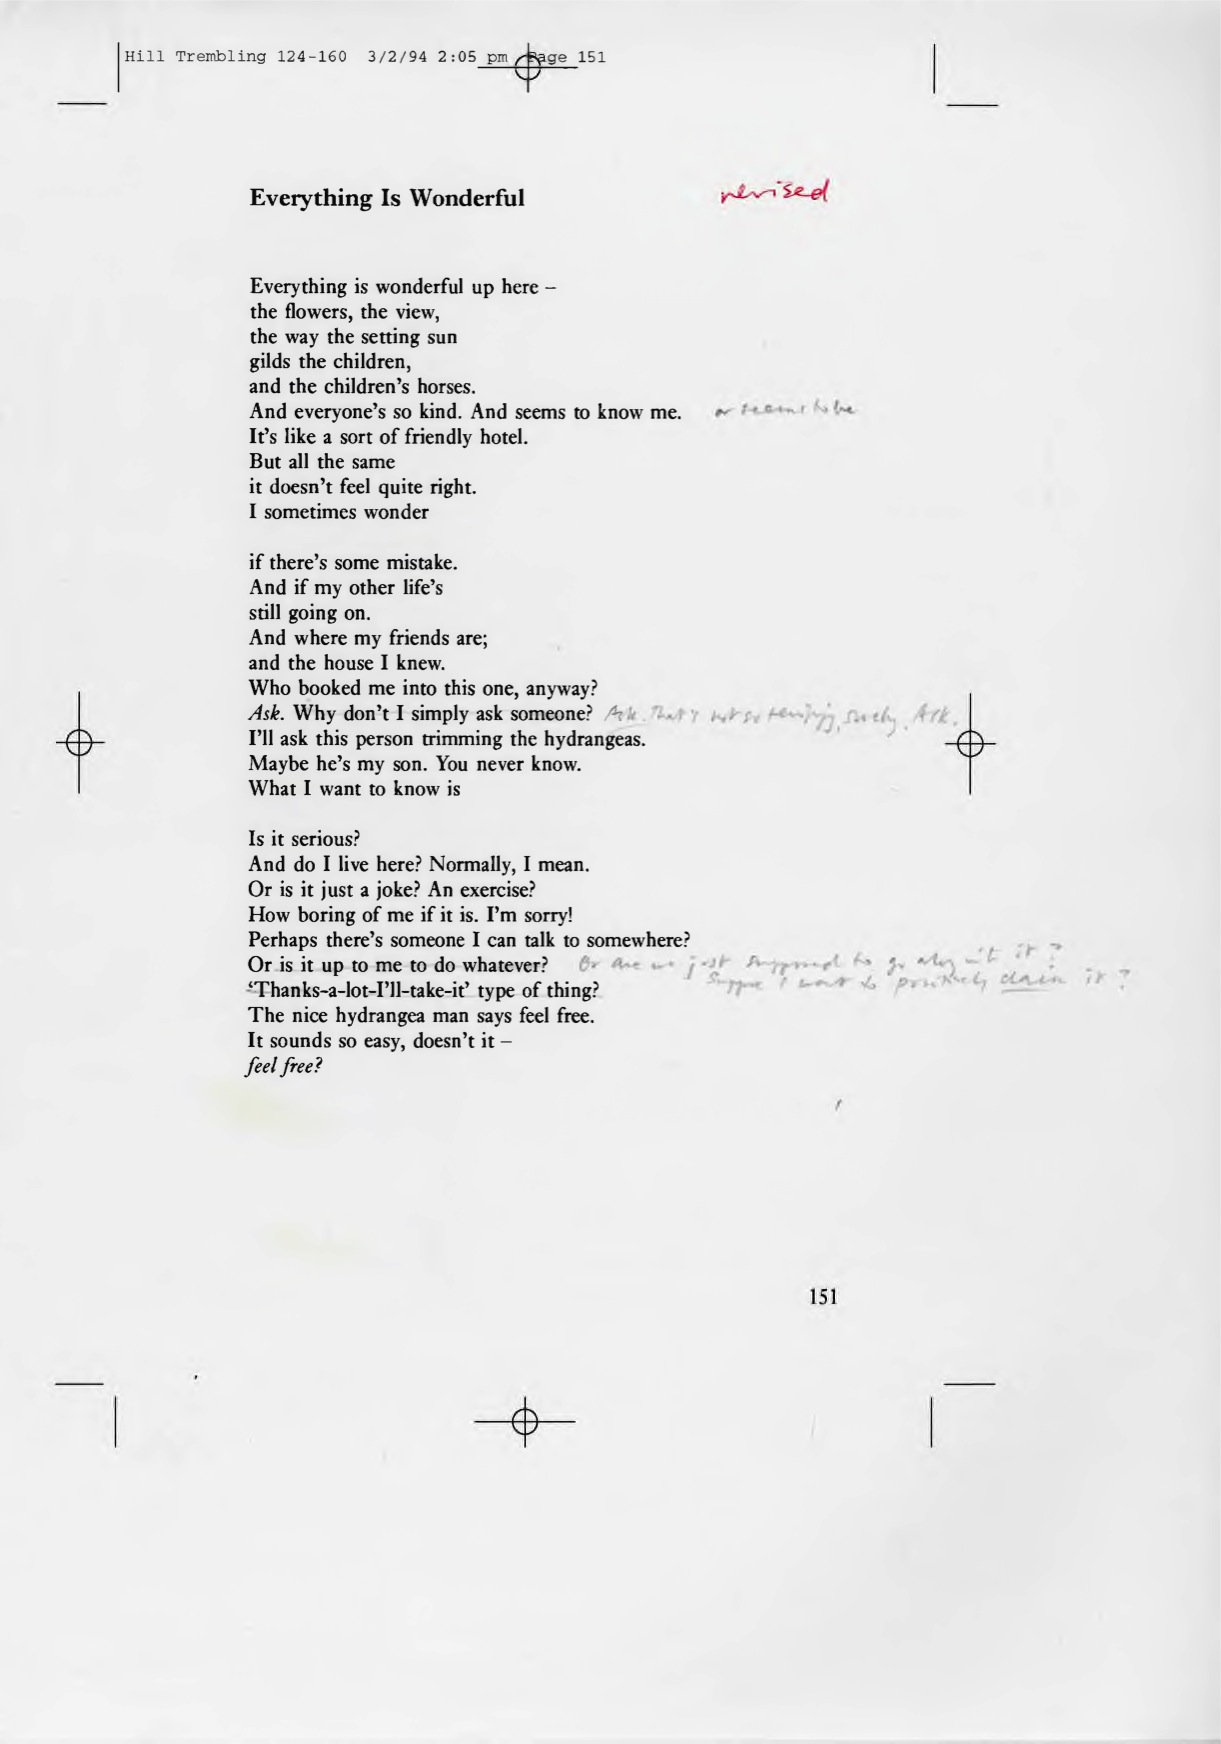 Hill Trembling 124-160 3/2/94 2:05 pm Page 151
Everything Is Wonderful
revised
Everything is wonderful up here –
the flowers, the view,
the way the setting sun
gilds the children,
and the children’s horses.
And everyone’s so kind. And seems to know me. or seems to be
It’s like a sort of friendly hotel.
But all the same
it doesn’t feel quite right.
I sometimes wonder
if there’s some mistake.
And if my other life’s
still going on.
And where my friends are;
and the house I knew.
Who booked me into this one, anyway?
Ask. Why don’t I simply ask someone? Ask. That's not so terrifying, surely. Ask.
I’ll ask this person trimming the hydrangeas.
Maybe he’s my son. You never know.
What I want to know is
Is it serious?
And do I live here? Normally, I mean.
Or is it just a joke? An exercise?
How boring of me if it is. I’m sorry!
Perhaps there’s someone I can talk to somewhere?
Or is it up to me to do whatever? Or are we just supposed to go along with it?
Suppose I want to positively claim it?
‘Thanks-a-lot-I’ll-take-it’ type of thing?
The nice hydrangea man says feel free.
It sounds so easy, doesn’t it –
feel free?
151